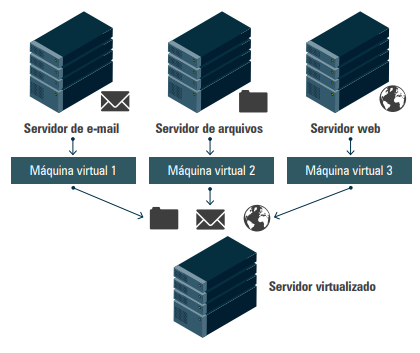 Servidor de e-mail
Servidor de arquivos
Servidor web
Máquina virtual 1
Máquina virtual 2
Máquina virtual 3
Servidor virtualizado